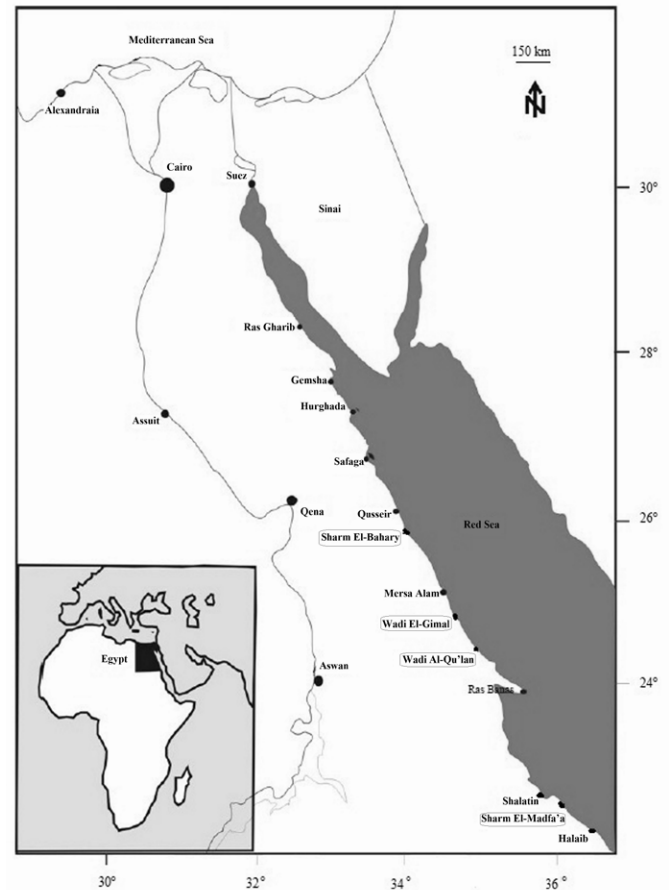 Mediterranean Sea
150 km
N
Alexandraia
Cairo
Suez
Sinai
30°
Ras Gharib
28°
Gemsha
Hurghada
Assuit
Safaga
Qena
Qusseir
26°
Red Sea
Sharm El-Bahary
Mersa Alam
Wadi El-Gimal
Wadi Al-Qu'lan
Egypt
Aswan
24°
Ras Banas
Shalatin
Sharm El-Madfa'a
Halaib
30°
32°
34°
36°